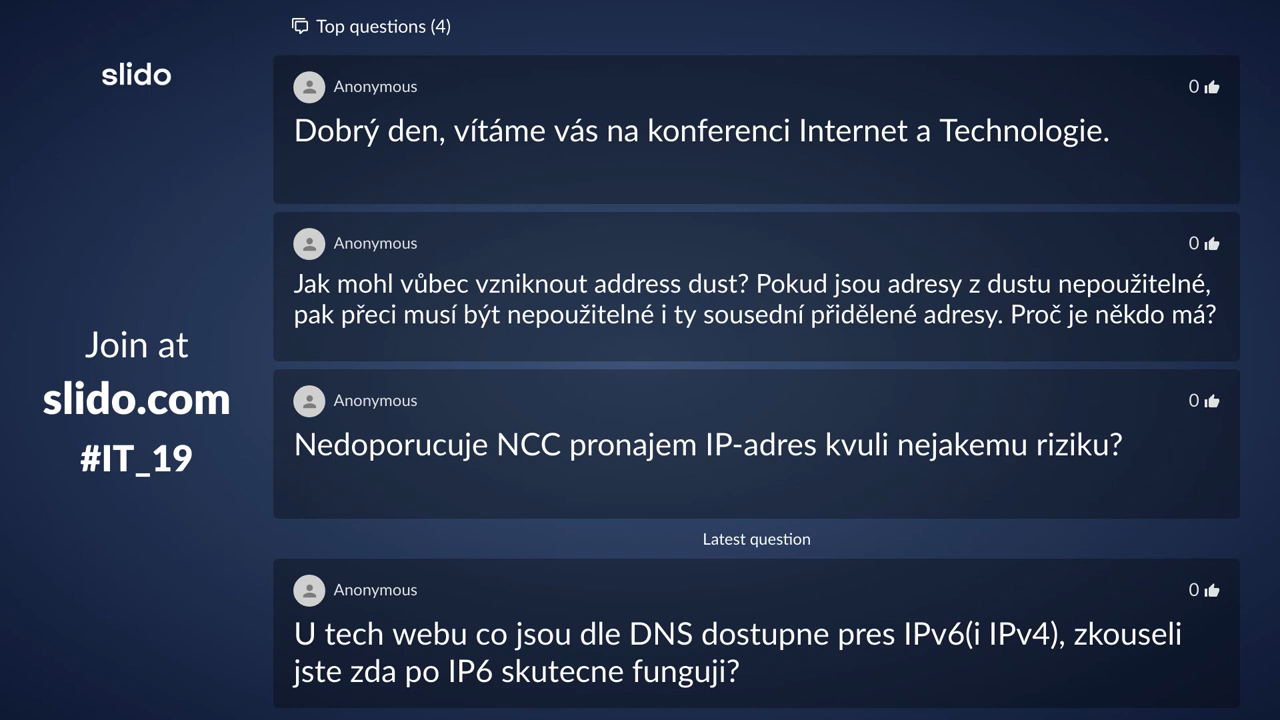 Top questions (4)
slido
Anonymous
0
Dobrý den, vítáme vás na konferenci Internet a Technologie.
Anonymous
0
Jak mohl vůbec vzniknout address dust? Pokud jsou adresy z dustu nepoužitelné,
pak přeci musí být nepoužitelné i ty sousední přidělené adresy. Proč je někdo má?
Join at
slido.com
#IT_19
Anonymous
0
Nedoporucuje NCC pronajem IP-adres kvuli nejakemu riziku?
Latest question
Anonymous
0
U tech webu co jsou dle DNS dostupne pres IPv6(i IPv4), zkouseli
jste zda po IP6 skutecne funguji?